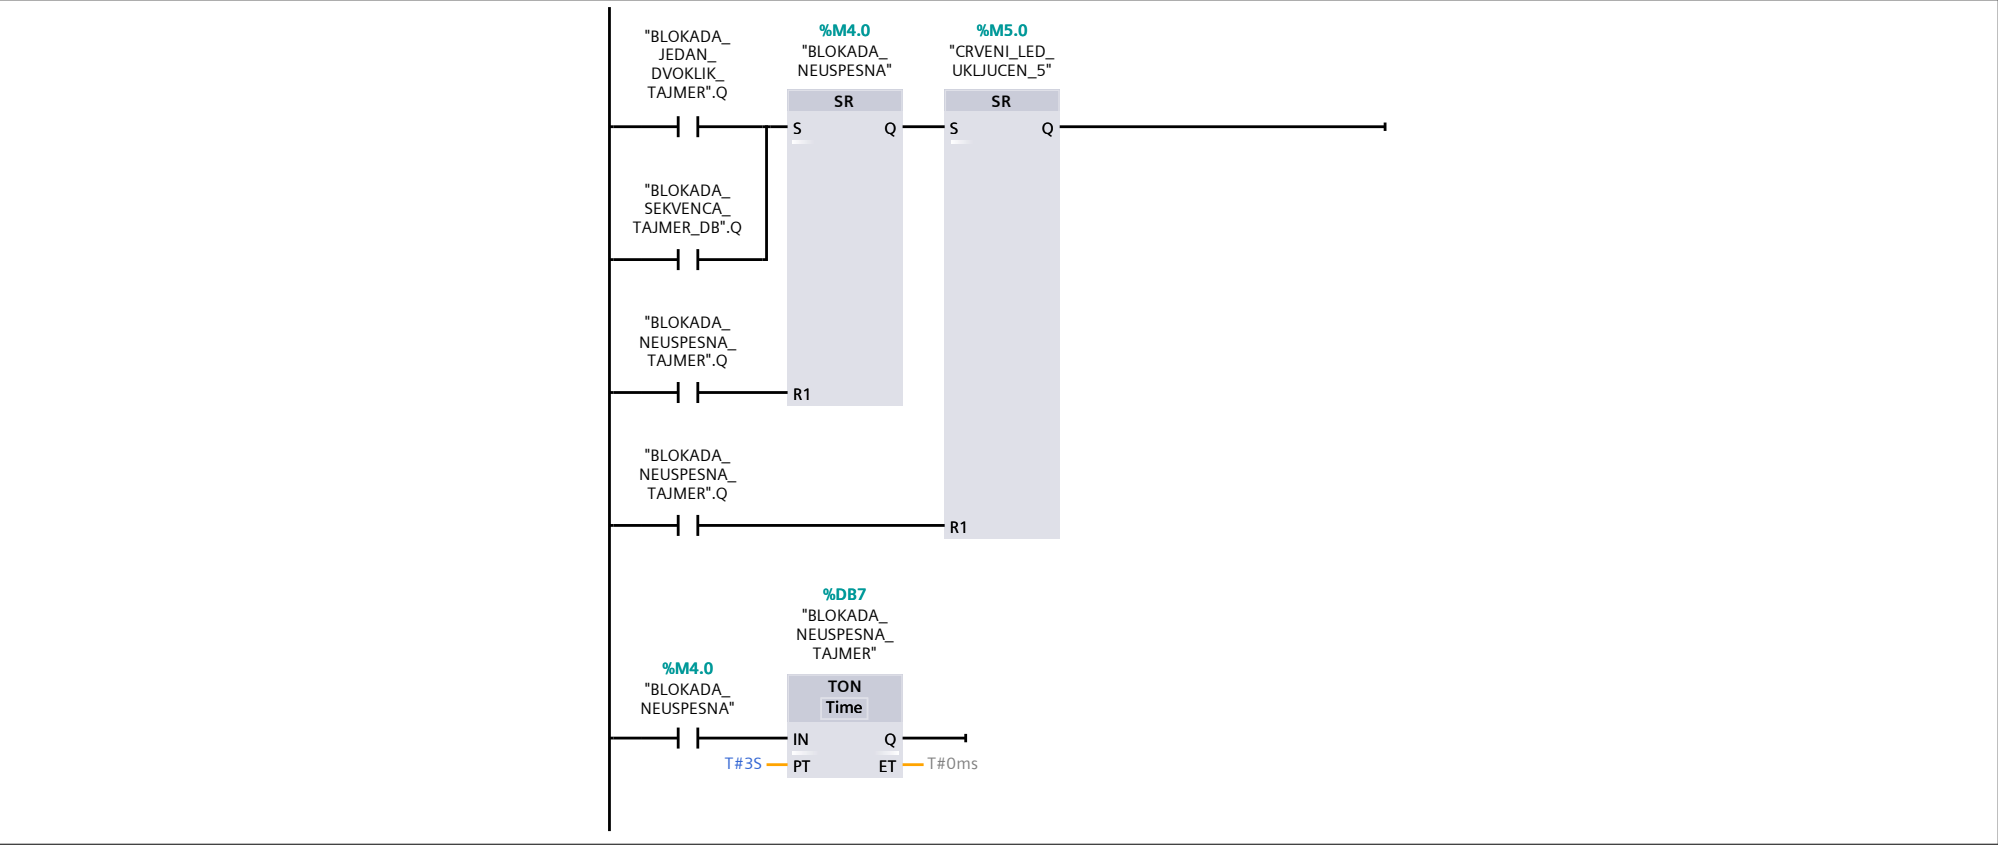 "BLOKADA_
JEDAN_
DVOKLIK_
TAJMER".Q
%M4.0
"BLOKADA_
NEUSPESNA"
%M5.0
"CRVENI_LED_
UKLJUCEN_5"
SR
SR
S
Q
S
Q
"BLOKADA_
SEKVENCA_
TAJMER_DB".Q
"BLOKADA_
NEUSPESNA_
TAJMER".Q
R1
"BLOKADA_
NEUSPESNA_
TAJMER".Q
R1
%DB7
"BLOKADA_
NEUSPESNA_
TAJMER"
%M4.0
"BLOKADA_
NEUSPESNA"
TON
Time
IN
Q
T#3S
PT
ET
T#0ms